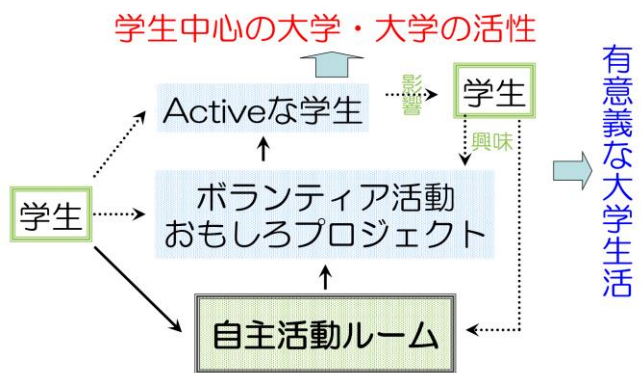 学生中心の大学・大学の活性
Activeな学生
影響
学生
興味
学生
ボランティア活動
おもしろプロジェクト
自主活動ルーム
有意義な大学生活